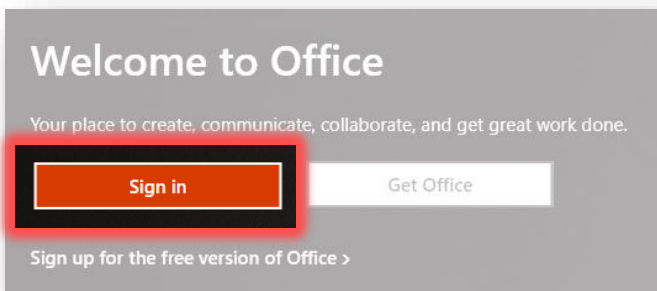 Welcome to Office
Your place to create, communicate, collaborate, and get great work done.
Sign in
Get Office
Sign up for the free version of Office >